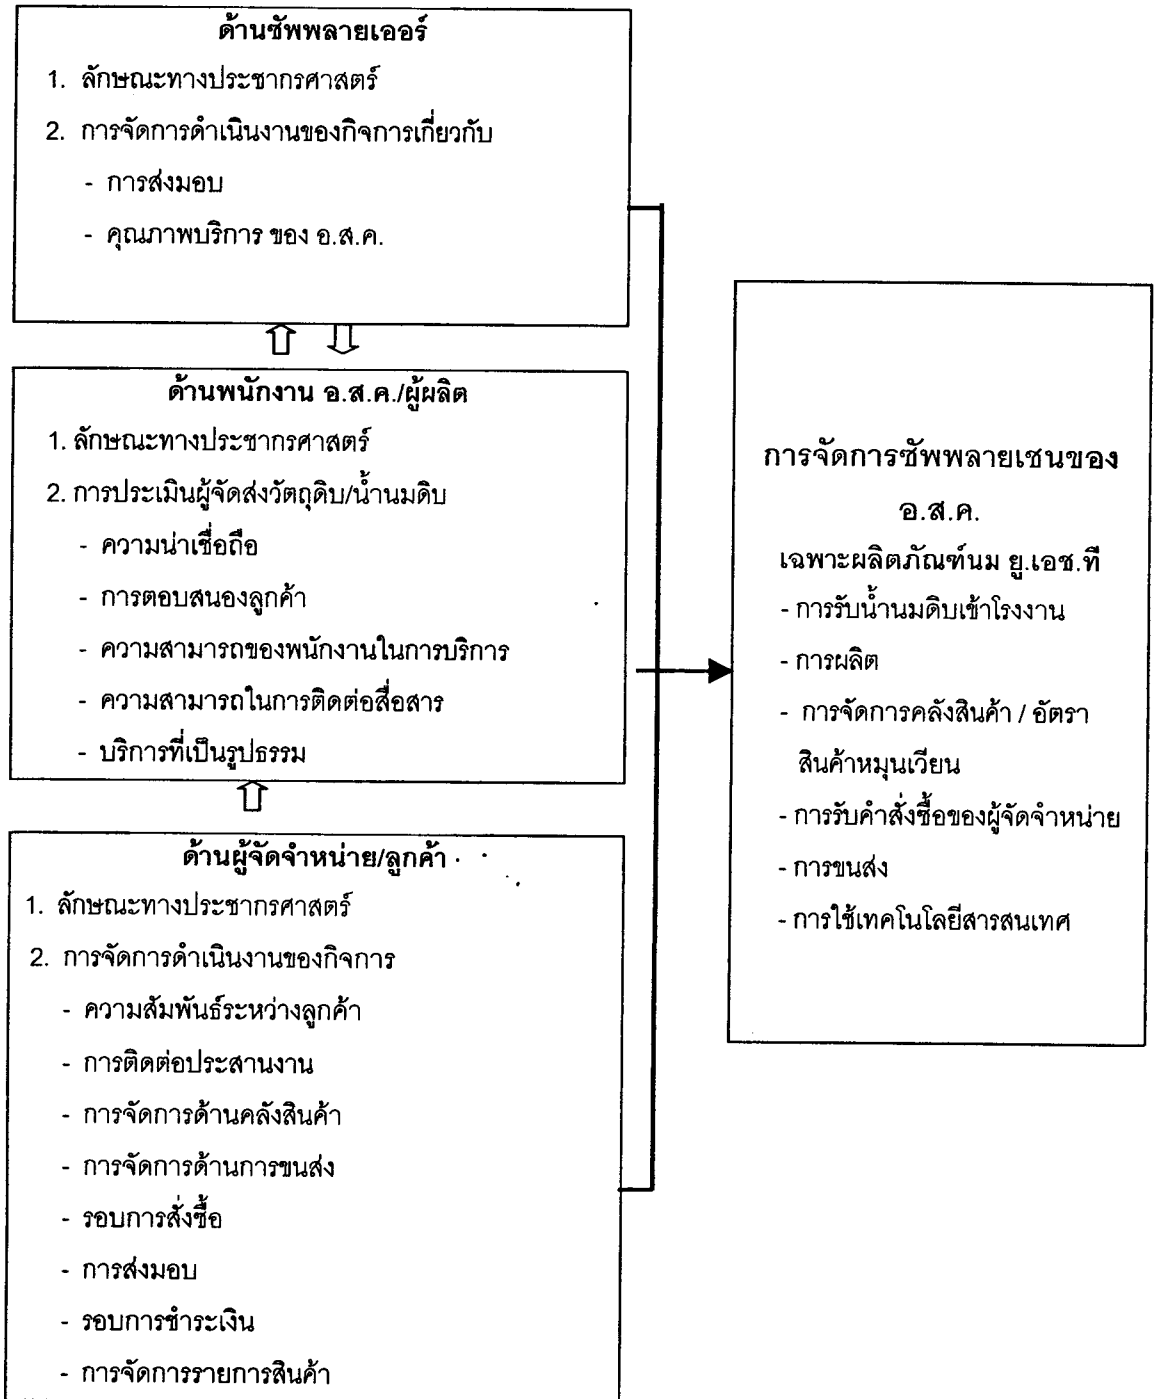 ด้านซัพพลายเออร์
1. ลักษณะทางประชากรศาสตร์
2. การจัดการดำเนินงานของกิจการเกี่ยวกับ
- การส่งมอบ
- คุณภาพบริการ ของ อ.ส.ค.
ด้านพนักงาน อ.ส.ค./ผู้ผลิต
1. ลักษณะทางประชากรศาสตร์
2. การประเมินผู้จัดส่งวัตถุดิบ/น้ำนมดิบ
- ความน่าเชื่อถือ
- การตอบสนองลูกค้า
- ความสามารถของพนักงานในการบริการ
- ความสามารถในการติดต่อสื่อสาร
- บริการที่เป็นรูปธรรม
ด้านผู้จัดจำหน่าย/ลูกค้า
1. ลักษณะทางประชากรศาสตร์
2. การจัดการดำเนินงานของกิจการ
- ความสัมพันธ์ระหว่างลูกค้า
- การติดต่อประสานงาน
- การจัดการด้านคลังสินค้า
- การจัดการด้านการขนส่ง
- รอบการสั่งซื้อ
- การส่งมอบ
- รอบการชำระเงิน
- การจัดการรายการสินค้า
การจัดการซัพพลายเชนของ
อ.ส.ค.
เฉพาะผลิตภัณฑ์นม ยู.เอช.ที
- การรับน้ำนมดิบเข้าโรงงาน
- การผลิต
- การจัดการคลังสินค้า / อัตรา
สินค้าหมุนเวียน
- การรับคำสั่งซื้อของผู้จัดจำหน่าย
- การขนส่ง
- การใช้เทคโนโลยีสารสนเทศ